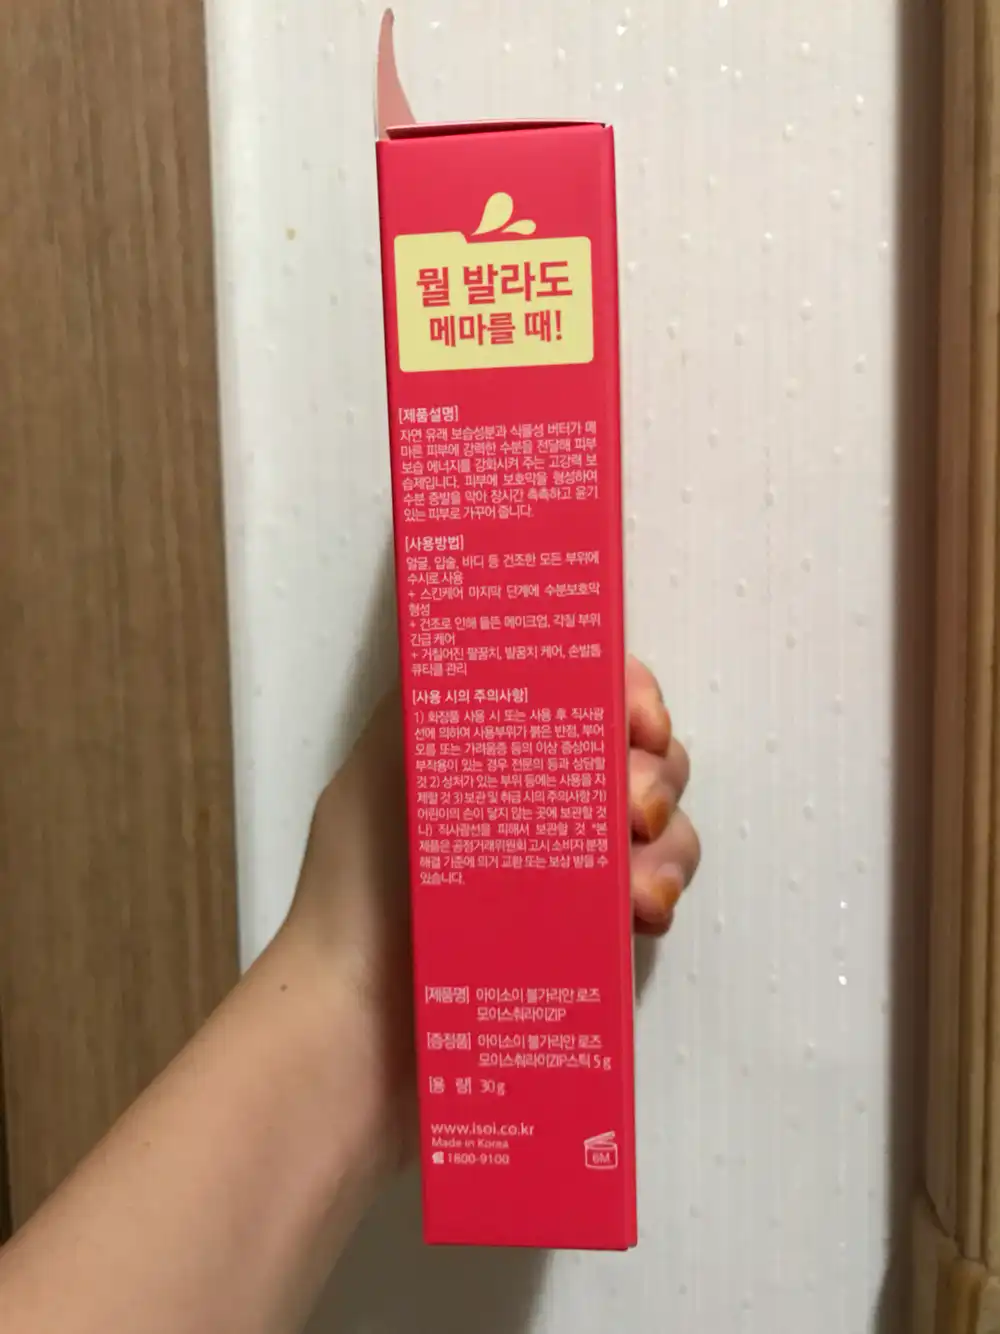 뭘 발라도
메마를 때!
[제품설명]
자연 유래 보습성분과 식물성 버터가 메
마른 피부에 강력한 수분을 전달해 피부
보습 에너지를 강화시켜 주는 고강력 보
습제입니다. 피부에 보호막을 형성하여
수분 증발을 막아 장시간 촉촉하고 윤기
있는 피부로 가꾸어 줍니다.
[사용방법]
얼굴, 입술, 바디 등 건조한 모든 부위에
수시로 사용
+ 스킨케어 마지막 단계에 수분보호막
형성
+ 건조로 인해 들뜬 메이크업, 각질 부위
긴급 케어
+ 거칠어진 팔꿈치, 발꿈치 케어, 손발톱
큐티클 관리
[사용 시의 주의사항]
1) 화장품 사용 시 또는 사용 후 직사광
선에 의하여 사용부위가 붉은 반점, 부어
오름 또는 가려움증 등의 이상 증상이나
부작용이 있는 경우 전문의 등과 상담할
것 2) 상처가 있는 부위 등에는 사용을 자
제할 것 3) 보관 및 취급 시의 주의사항 가)
어린이의 손이 닿지 않는 곳에 보관할 것
나) 직사광선을 피해서 보관할 것 *본
제품은 공정거래위원회 고시 소비자 분쟁
해결 기준에 의거 교환 또는 보상 받을 수
있습니다.
[제품명] 아이소이 불가리안 로즈
모이스춰라이ZIP
[증정품] 아이소이 불가리안 로즈
모이스춰라이ZIP스틱 5 g
[용 량] 30 g
www.isoi.co.kr
Made in Korea
1800-9100
6M